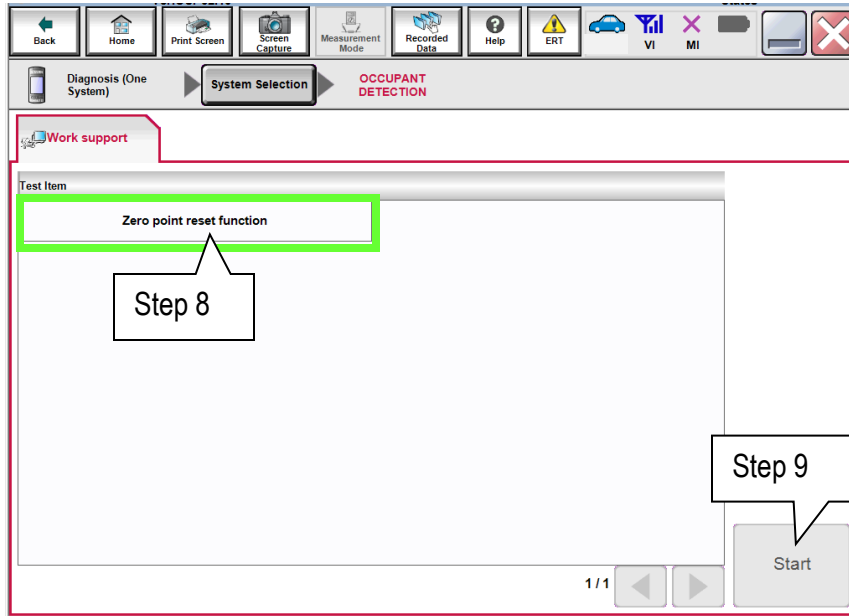 Back
Home
Print Screen
Screen
Capture
Measurement
Mode
Recorded
Data
Help
ERT
VI
MI
Diagnosis (One
System)
System Selection
OCCUPANT
DETECTION
Work support
Test Item
Zero point reset function
Step 8
Step 9
Start
1/1